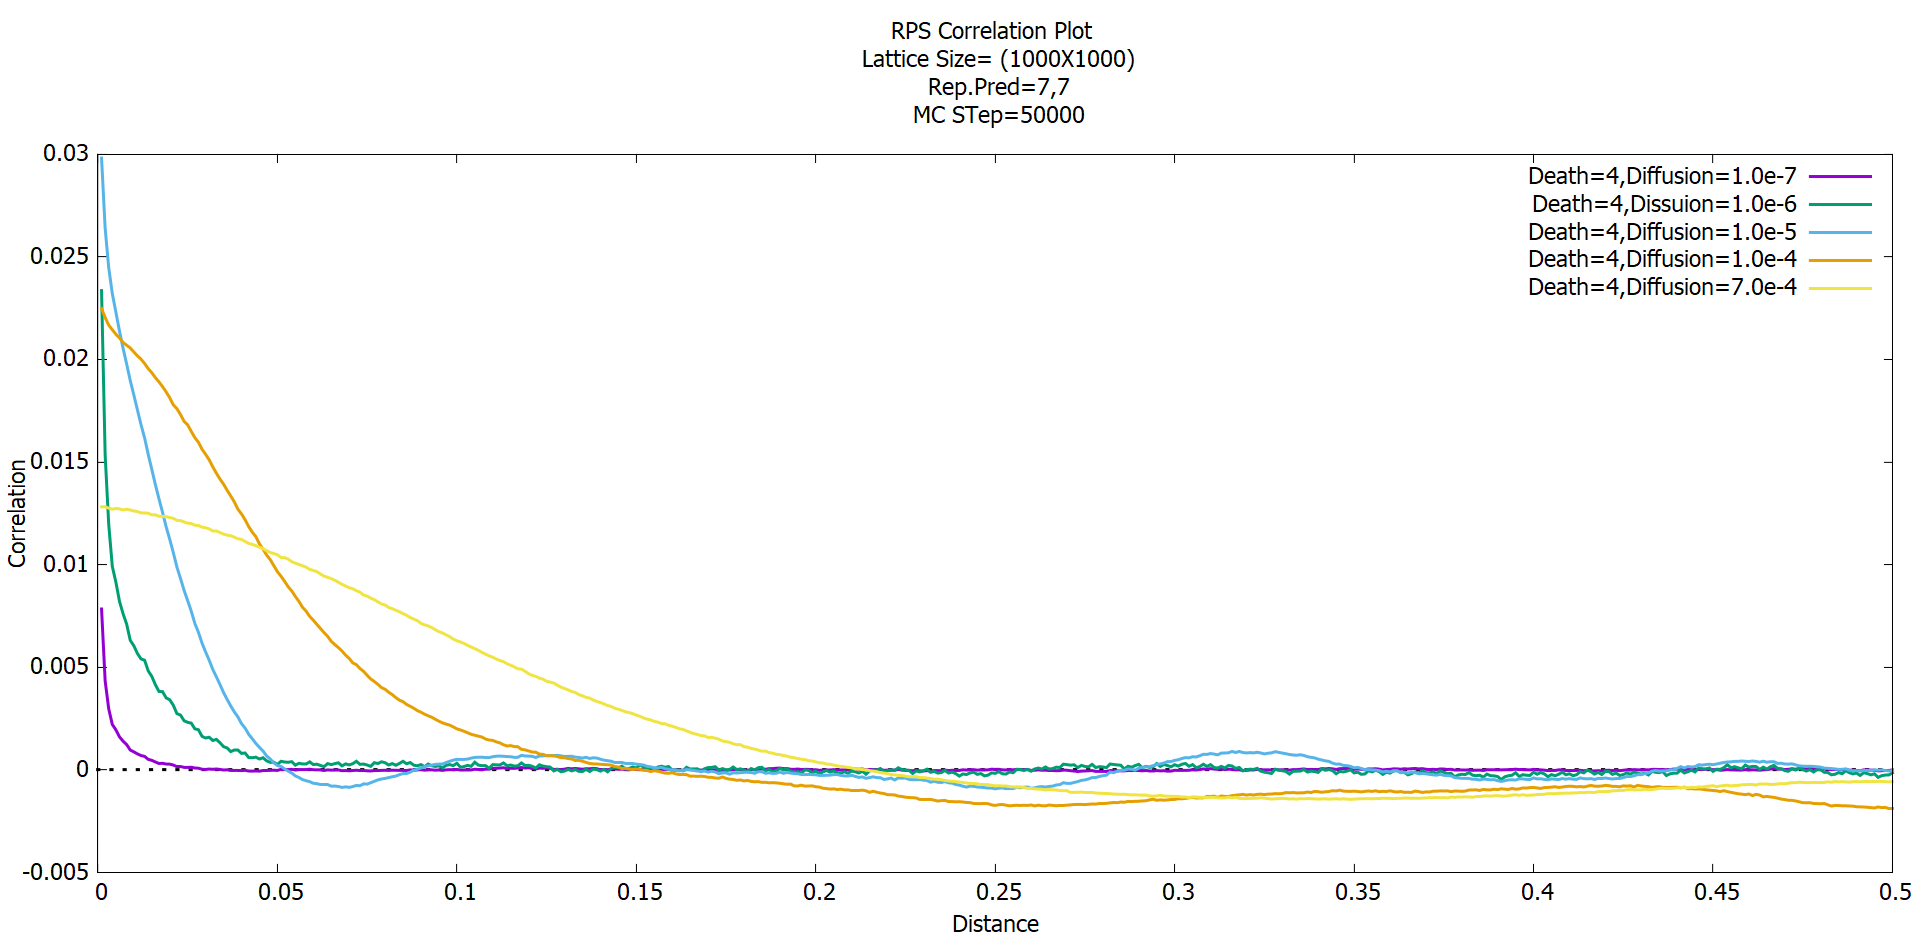 RPS Correlation Plot
Lattice Size= (1000X1000)
Rep.Pred=7,7
MC STep=50000
Death=4,Diffusion=1.0e-7
Death=4,Dissuion=1.0e-6
Death=4,Diffusion=1.0e-5
Death=4,Diffusion=1.0e-4
Death=4,Diffusion=7.0e-4
0.03
0.025
0.02
0.015
0.01
0.005
0
-0.005
Correlation
0 0.05 0.1 0.15 0.2 0.25 0.3 0.35 0.4 0.45 0.5
Distance